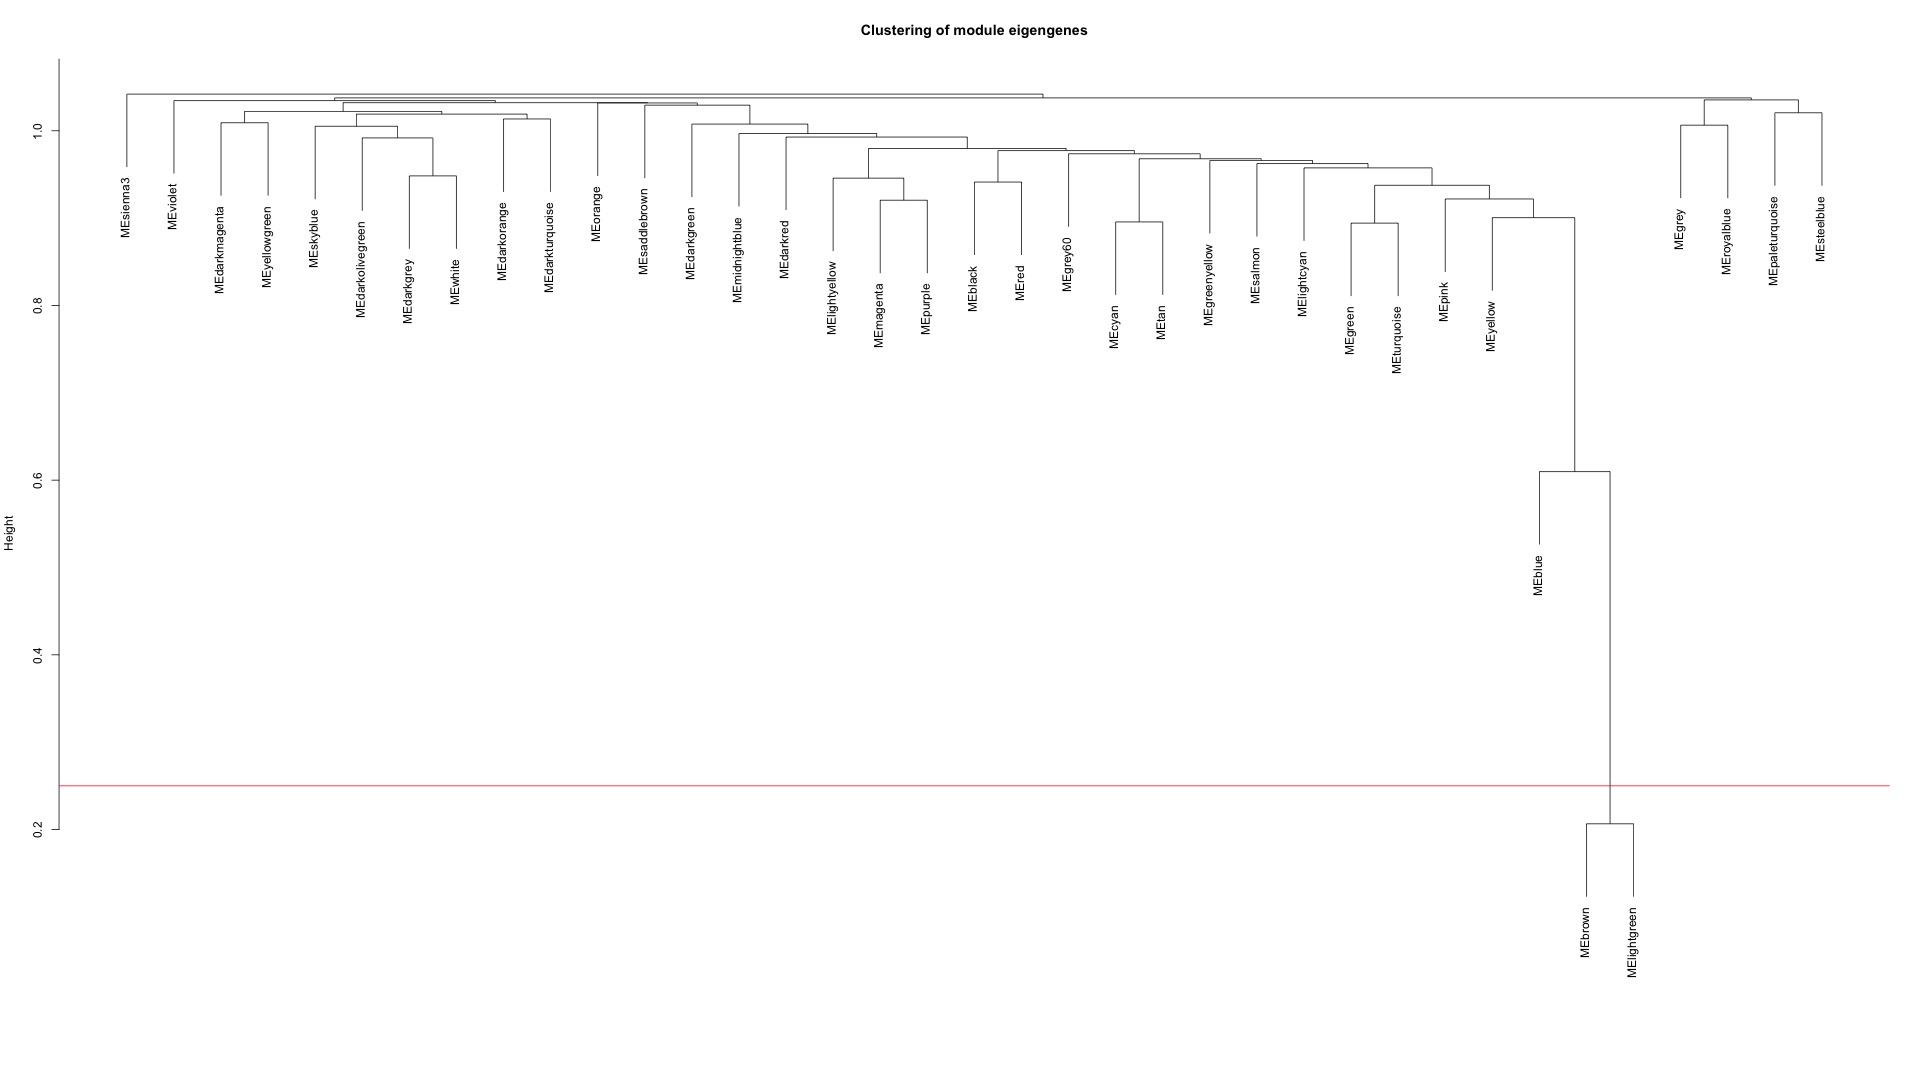 Clustering of module eigengenes
Height
1.0
0.8
0.6
0.4
0.2
MEsienna3
MEviolet
MEdarkmagenta
MEyellowgreen
MEskyblue
MEdarkolivegreen
MEdarkgrey
MEwhite
MEdarkorange
MEdarkturquoise
MEorange
MEsaddlebrown
MEdarkgreen
MEmidnightblue
MEdarkred
MElightyellow
MEmagenta
MEpurple
MEblack
MEred
MEgrey60
MEcyan
MEtan
MEgreenyellow
MEsalmon
MElightcyan
MEgreen
MEturquoise
MEpink
MEyellow
MEblue
MEbrown
MElightgreen
MEgrey
MEroyalblue
MEpaleturquoise
MEsteelblue